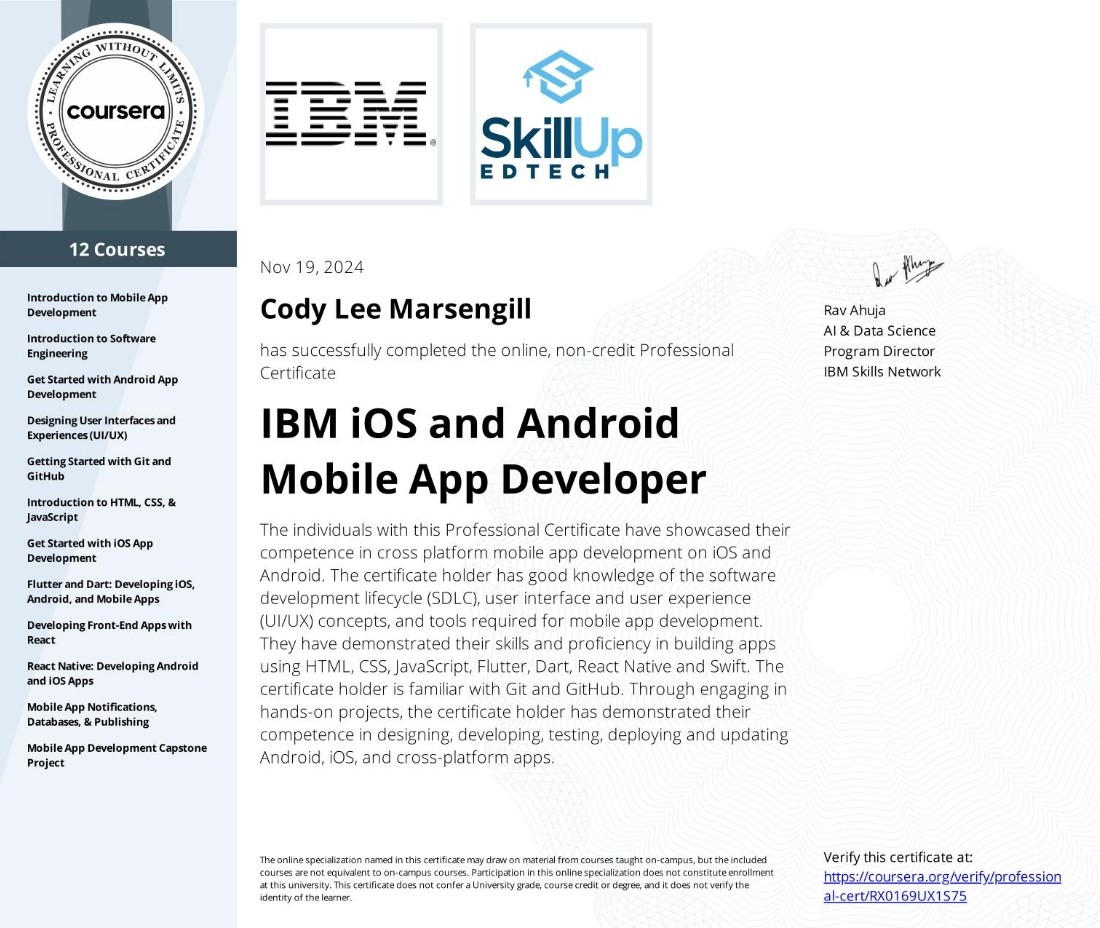 LEARNING WITHOUT LIMITS
coursera
PROFESSIONAL CERTIFICATE
IBM®
SkillUp
EDTECH
12 Courses
Introduction to Mobile App
Development
Introduction to Software
Engineering
Get Started with Android App
Development
Designing User Interfaces and
Experiences (UI/UX)
Getting Started with Git and
GitHub
Introduction to HTML, CSS, &
JavaScript
Get Started with iOS App
Development
Flutter and Dart: Developing iOS,
Android, and Mobile Apps
Developing Front-End Apps with
React
React Native: Developing Android
and iOS Apps
Mobile App Notifications,
Databases, & Publishing
Mobile App Development Capstone
Project
Nov 19, 2024
Cody Lee Marsengill
has successfully completed the online, non-credit Professional
Certificate
IBM iOS and Android
Mobile App Developer
The individuals with this Professional Certificate have showcased their
competence in cross platform mobile app development on iOS and
Android. The certificate holder has good knowledge of the software
development lifecycle (SDLC), user interface and user experience
(UI/UX) concepts, and tools required for mobile app development.
They have demonstrated their skills and proficiency in building apps
using HTML, CSS, JavaScript, Flutter, Dart, React Native and Swift. The
certificate holder is familiar with Git and GitHub. Through engaging in
hands-on projects, the certificate holder has demonstrated their
competence in designing, developing, testing, deploying and updating
Android, iOS, and cross-platform apps.
The online specialization named in this certificate may draw on material from courses taught on-campus, but the included
courses are not equivalent to on-campus courses. Participation in this online specialization does not constitute enrollment
at this university. This certificate does not confer a University grade, course credit or degree, and it does not verify the
identity of the learner.
Rav Ahuja
Rav Ahuja
AI & Data Science
Program Director
IBM Skills Network
Verify this certificate at:
https://coursera.org/verify/profession
al-cert/RX0169UX1S75